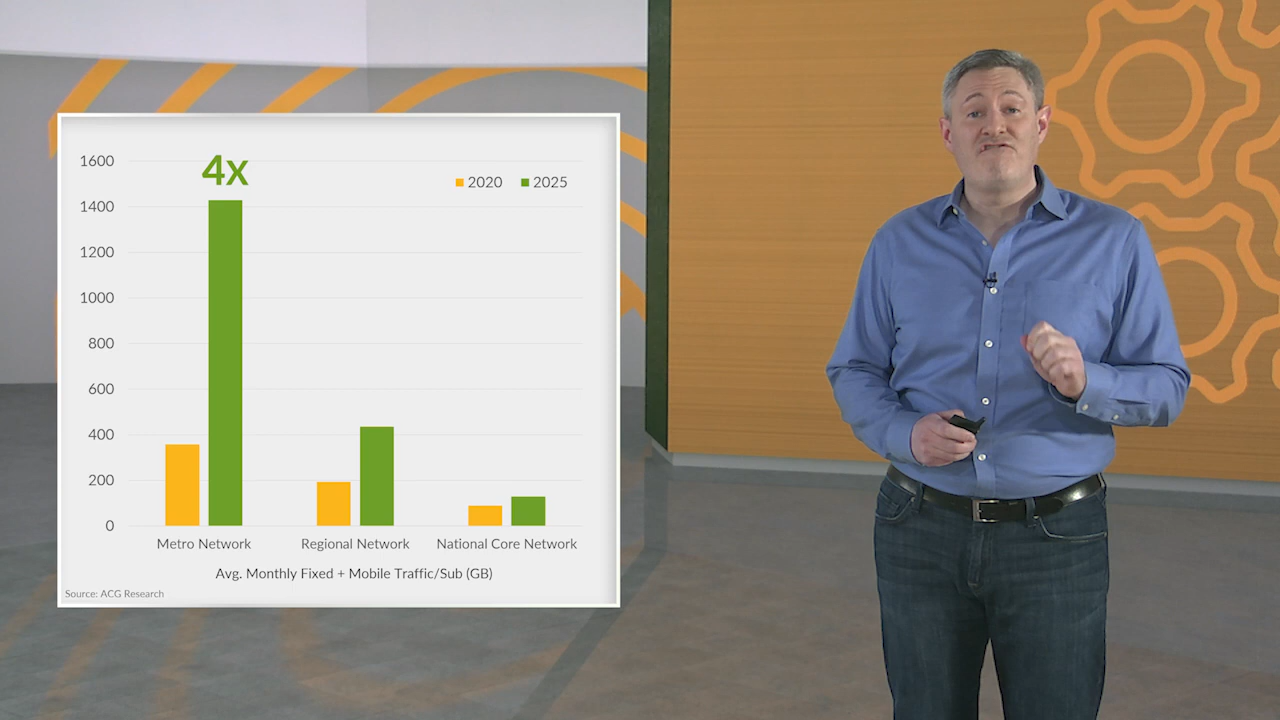 4x
2020 2025
1600
1400
1200
1000
800
600
400
200
0
Metro Network Regional Network National Core Network
Avg. Monthly Fixed + Mobile Traffic/Sub (GB)
Source: ACG Research